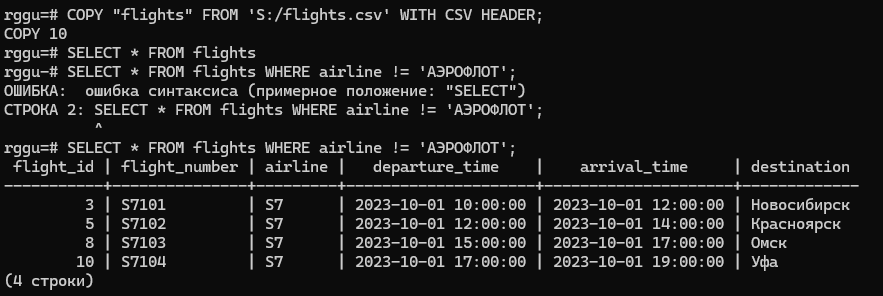 rggu=# COPY "flights" FROM 'S:/flights.csv' WITH CSV HEADER;
COPY 10
rggu=# SELECT * FROM flights
rggu-# SELECT * FROM flights WHERE airline != 'АЭРОФЛОТ';
ОШИБКА:  ошибка синтаксиса (примерное положение: "SELECT")
СТРОКА 2: SELECT * FROM flights WHERE airline != 'АЭРОФЛОТ';
          ^
rggu=# SELECT * FROM flights WHERE airline != 'АЭРОФЛОТ';
 flight_id | flight_number | airline |   departure_time    |    arrival_time     | destination
-----------+---------------+---------+---------------------+---------------------+-------------
         3 | S7101         | S7      | 2023-10-01 10:00:00 | 2023-10-01 12:00:00 | Новосибирск
         5 | S7102         | S7      | 2023-10-01 12:00:00 | 2023-10-01 14:00:00 | Красноярск
         8 | S7103         | S7      | 2023-10-01 15:00:00 | 2023-10-01 17:00:00 | Омск
        10 | S7104         | S7      | 2023-10-01 17:00:00 | 2023-10-01 19:00:00 | Уфа
(4 строки)